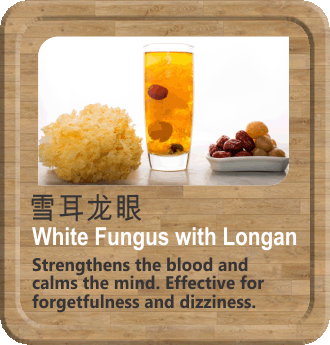 雪耳龙眼
White Fungus with Longan
Strengthens the blood and
calms the mind. Effective for
forgetfulness and dizziness.